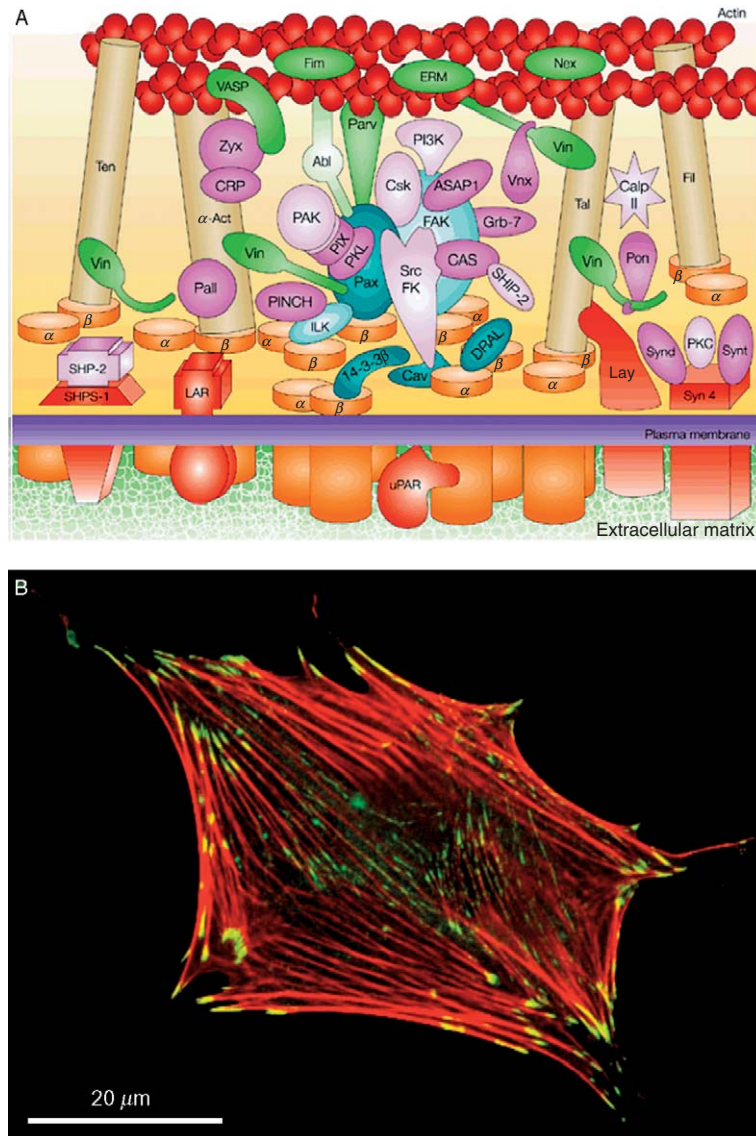 A
Actin
Fim
ERM
Nex
VASP
Parv
PI3K
Vin
Ten
Zyx
Abl
Csk
ASAP1
Vnx
Calp II
Fil
CRP
PAK
FAK
Grb-7
Tal
α-Act
PIX
PKL
CAS
Vin
Vin
Src FK
SHIP-2
Vin
Pon
Pall
PINCH
Pax
β
α
ILK
α
β
α
β
α
β
β
α
β
β
DRAL
β
14-3-3β
Cav
α
β
α
β
SHP-2
SHPS-1
LAR
Lay
Synd
PKC
Synt
Syn 4
Plasma membrane
uPAR
Extracellular matrix
B
20 μm